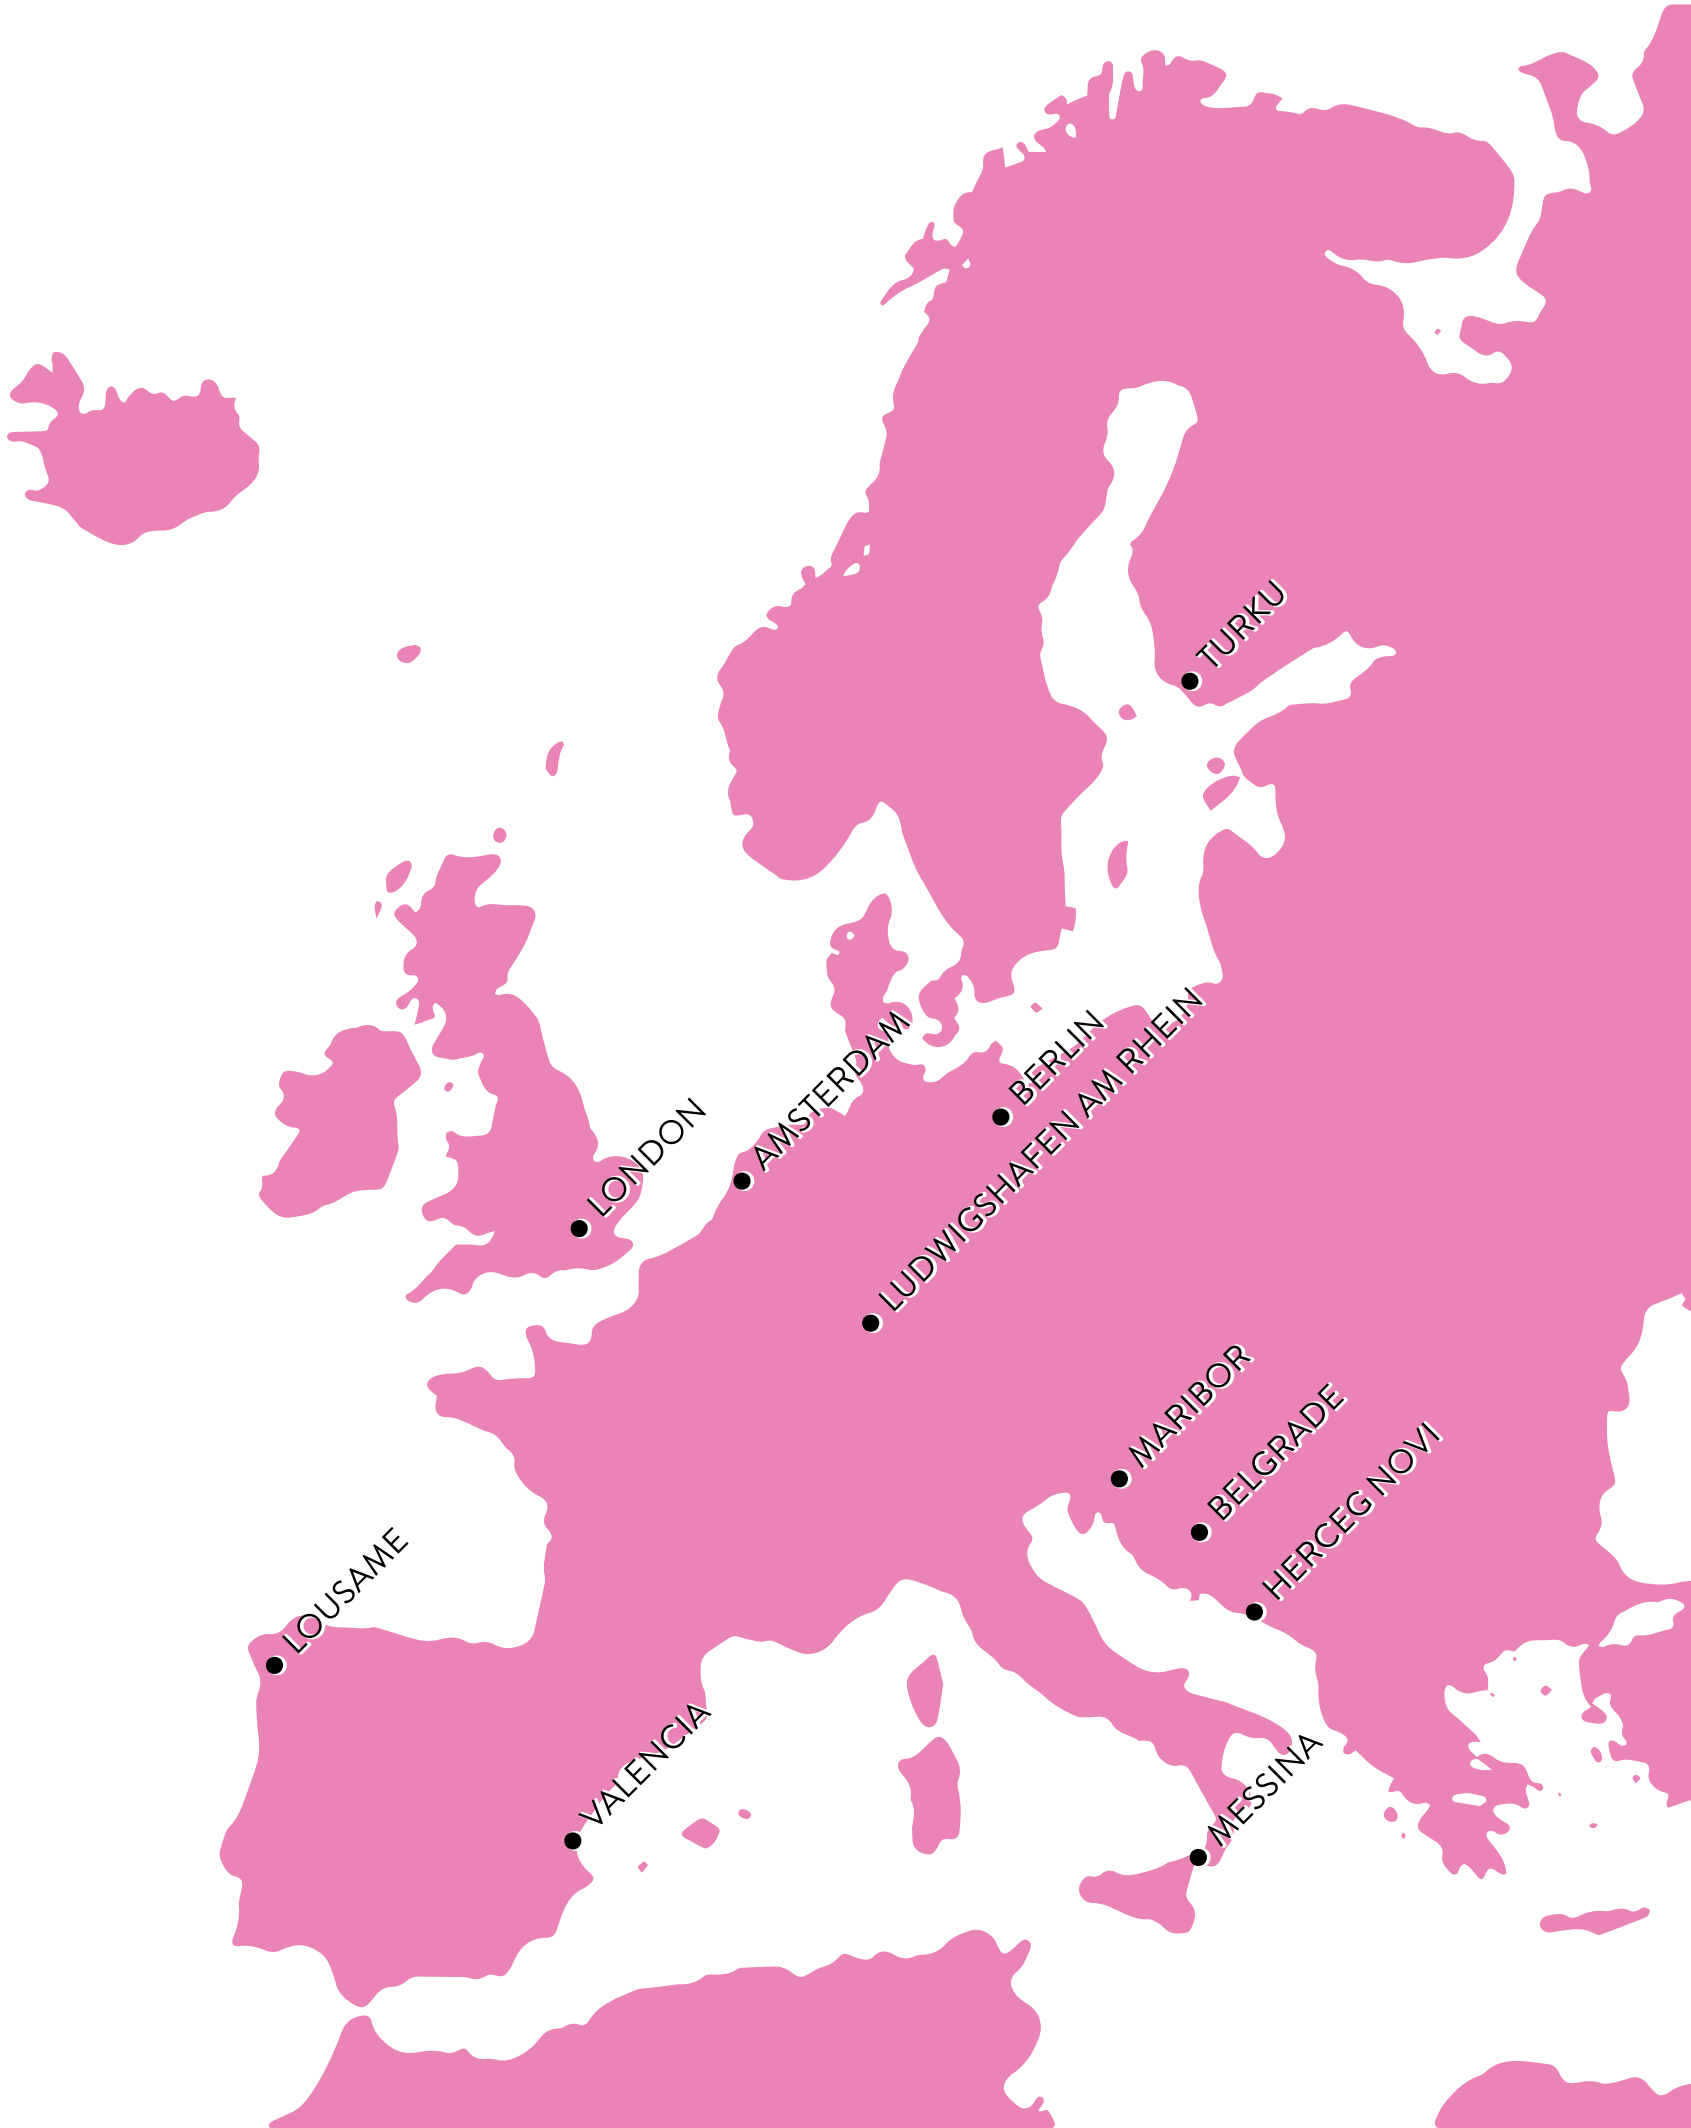 TURKU
BERLIN
LUDWIGSHAFEN AM RHEIN
AMSTERDAM
LONDON
MARIBOR
BELGRADE
HERCEG NOVI
LOUSAME
VALENCIA
MESSINA